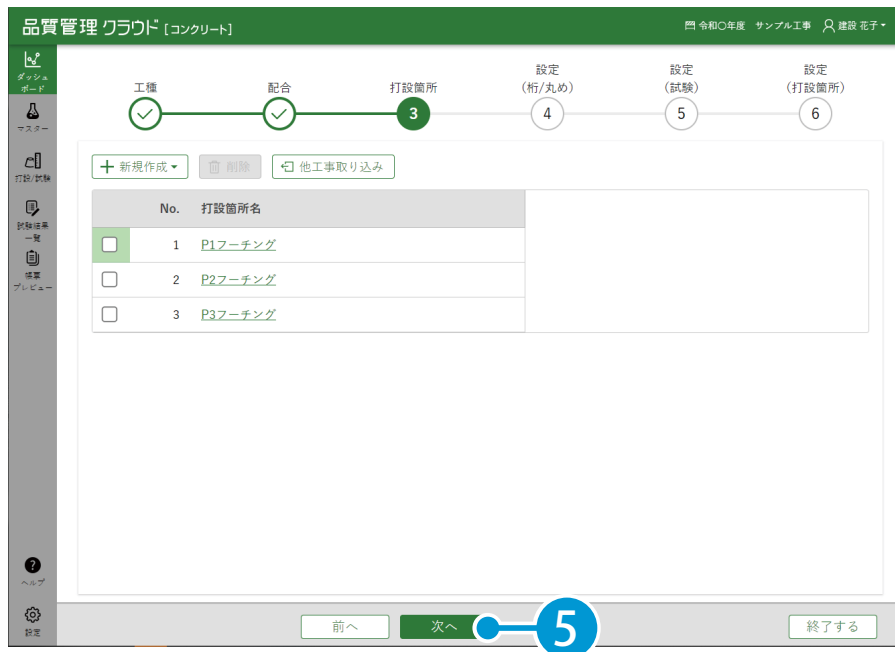 品質管理 クラウド [コンクリート]
令和〇年度 サンプル工事 建設 花子
ダッシュ
ボード
マスター
打設/試験
試験結果
一覧
帳票
プレビュー
ヘルプ
設定
工種
配合
打設箇所
3
設定
(桁/丸め)
4
設定
(試験)
5
設定
(打設箇所)
6
新規作成 削除 他工事取り込み
No. 打設箇所名
1 P1フーチング
2 P2フーチング
3 P3フーチング
前へ 次へ 5 終了する